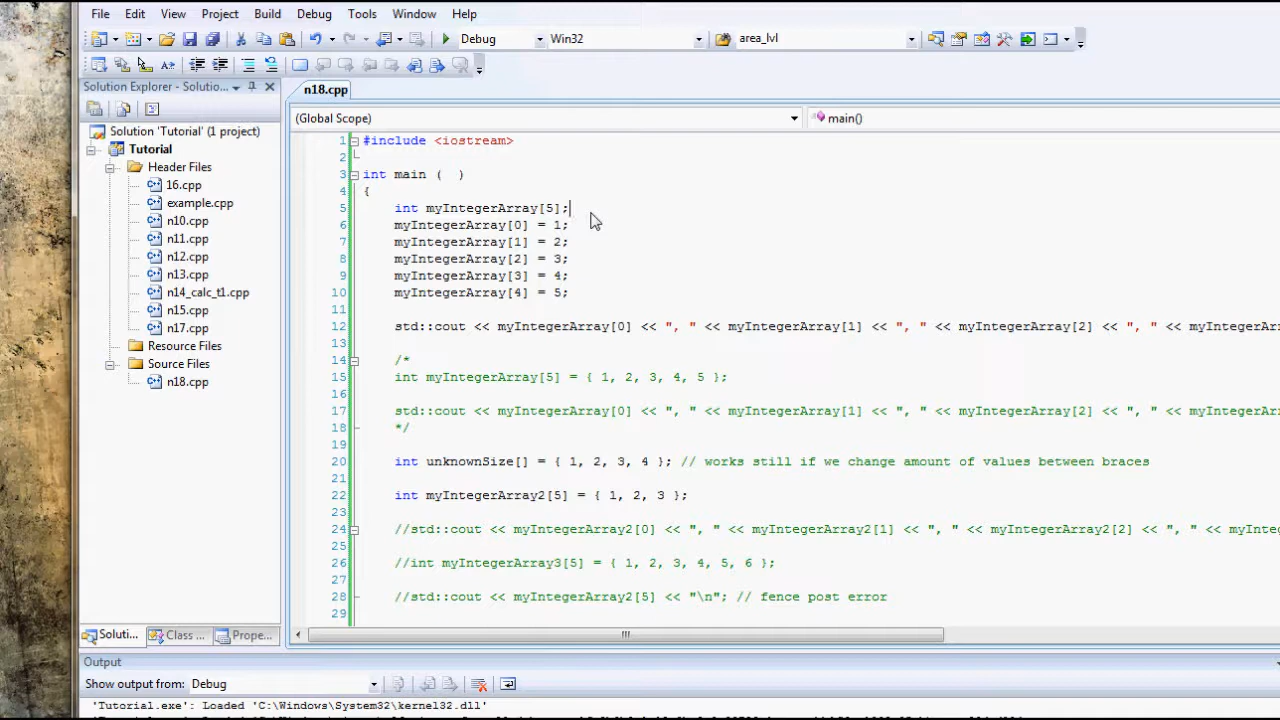 File Edit View Project Build Debug Tools Window Help
Debug Win32 area_lvl
Solution Explorer - Solutio...
n18.cpp
(Global Scope) main()
Solution 'Tutorial' (1 project)
Tutorial
Header Files
16.cpp
example.cpp
n10.cpp
n11.cpp
n12.cpp
n13.cpp
n14_calc_t1.cpp
n15.cpp
n17.cpp
Resource Files
Source Files
n18.cpp
1 #include <iostream>
2
3 int main ( )
4 {
5 int myIntegerArray[5];
6 myIntegerArray[0] = 1;
7 myIntegerArray[1] = 2;
8 myIntegerArray[2] = 3;
9 myIntegerArray[3] = 4;
10 myIntegerArray[4] = 5;
11
12 std::cout << myIntegerArray[0] << ", " << myIntegerArray[1] << ", " << myIntegerArray[2] << ", " << myIntegerAr
13
14 /*
15 int myIntegerArray[5] = { 1, 2, 3, 4, 5 };
16
17 std::cout << myIntegerArray[0] << ", " << myIntegerArray[1] << ", " << myIntegerArray[2] << ", " << myIntegerAr
18 */
19
20 int unknownSize[] = { 1, 2, 3, 4 }; // works still if we change amount of values between braces
21
22 int myIntegerArray2[5] = { 1, 2, 3 };
23
24 //std::cout << myIntegerArray2[0] << ", " << myIntegerArray2[1] << ", " << myIntegerArray2[2] << ", " << myInteg
25
26 //int myIntegerArray3[5] = { 1, 2, 3, 4, 5, 6 };
27
28 //std::cout << myIntegerArray2[5] << "\n"; // fence post error
29
Soluti... Class ... Prope...
Output
Show output from: Debug
'Tutorial.exe': Loaded 'C:\Windows\System32\kernel32.dll'